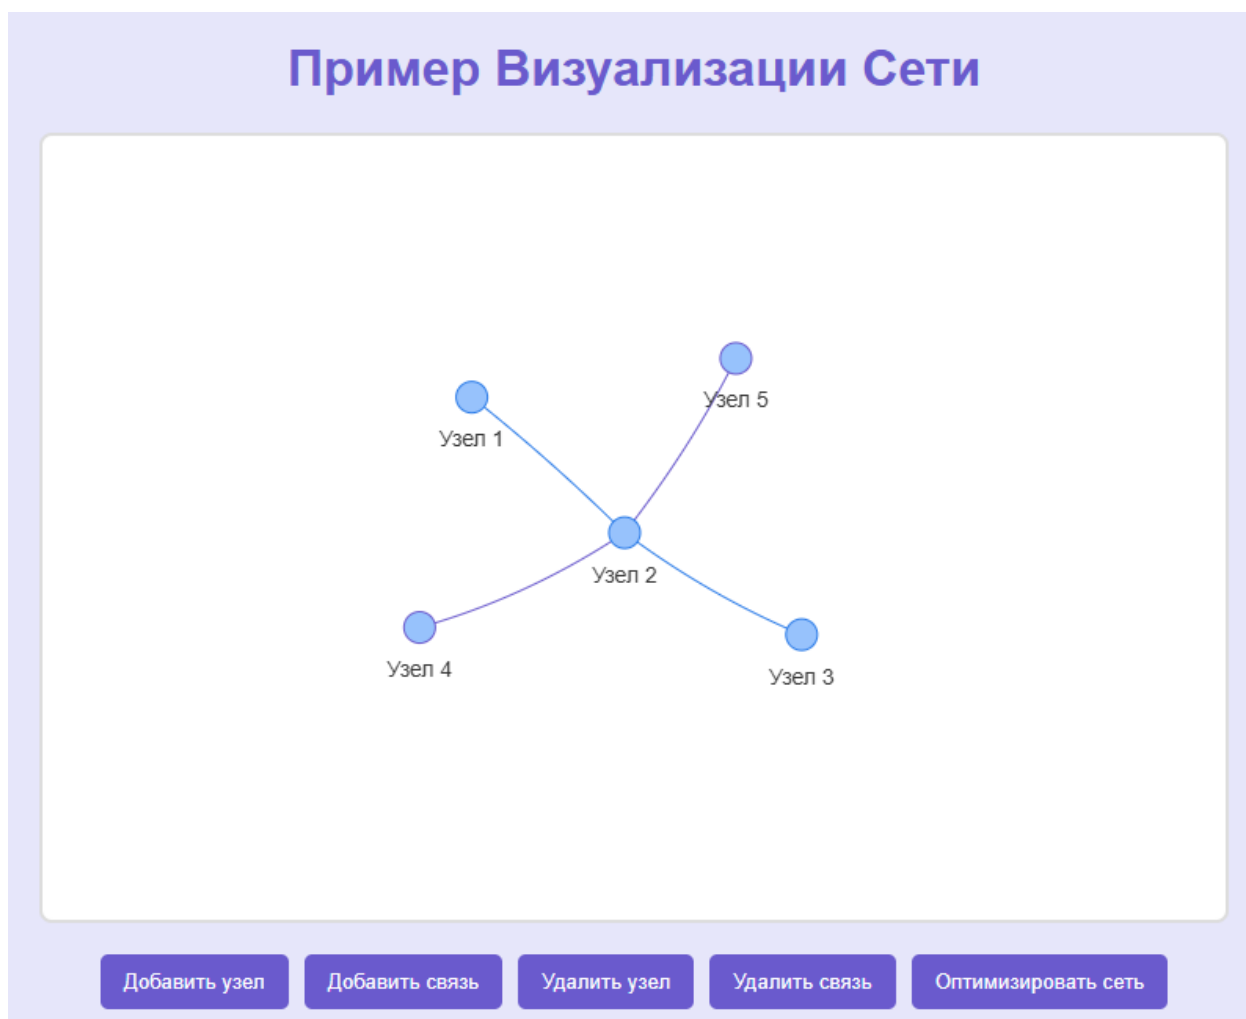 Пример Визуализации Сети
Узел 5
Узел 1
Узел 2
Узел 4
Узел 3
Добавить узел
Добавить связь
Удалить узел
Удалить связь
Оптимизировать сеть